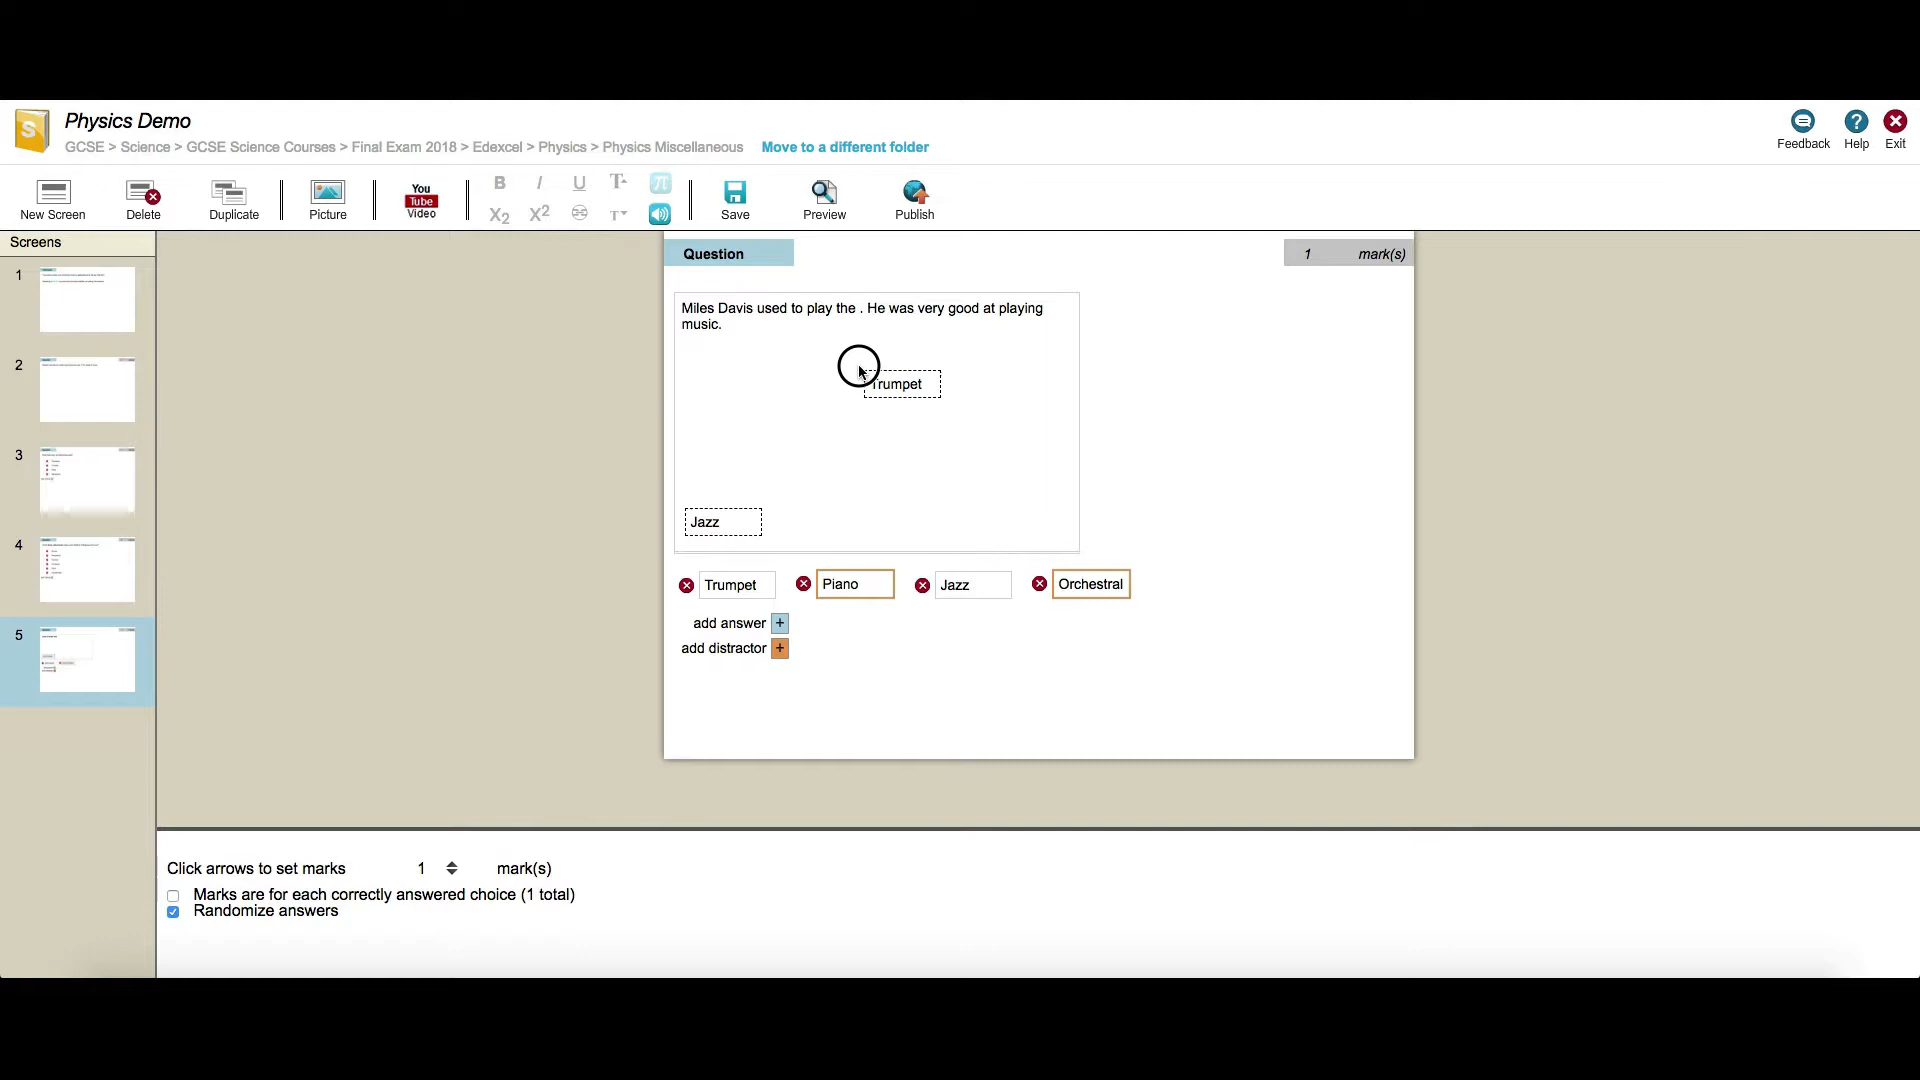 Physics Demo
GCSE > Science > GCSE Science Courses > Final Exam 2018 > Edexcel > Physics > Physics Miscellaneous Move to a different folder
Feedback Help Exit
New Screen Delete Duplicate Picture You Tube Video B I U T X2 X2 T π Save Preview Publish
Screens
Question 1 mark(s)
1
Miles Davis used to play the . He was very good at playing
music.
2
Trumpet
3
Jazz
4
Trumpet Piano Jazz Orchestral
add answer +
5
add distractor +
Click arrows to set marks 1 mark(s)
Marks are for each correctly answered choice (1 total)
Randomize answers